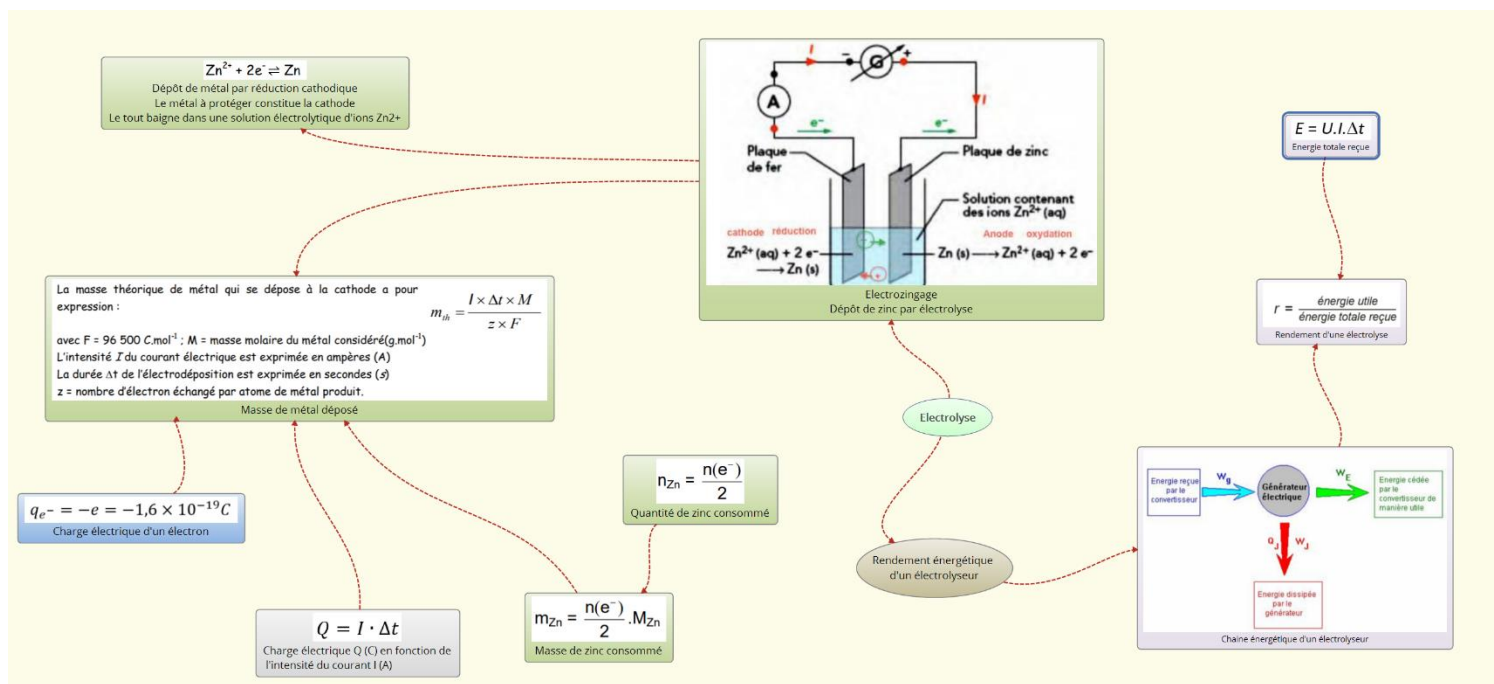 Zn²⁺ + 2e⁻ ⇌ Zn
Dépôt de métal par réduction cathodique
Le métal à protéger constitue la cathode
Le tout baigne dans une solution électrolytique d'ions Zn2+
I
-
G
+
A
I
e⁻
e⁻
Plaque
de fer
Plaque de zinc
Solution contenant
des ions Zn²⁺ (aq)
cathode réduction
Anode oxydation
Zn²⁺ (aq) + 2 e⁻
⟶ Zn (s)
Zn (s) ⟶ Zn²⁺ (aq) + 2 e⁻
-
+
Electrozingage
Dépôt de zinc par électrolyse
E = U.I.Δt
Energie totale reçue
r = énergie utile / énergie totale reçue
Rendement d'une électrolyse
La masse théorique de métal qui se dépose à la cathode a pour
expression :
m_th = I × Δt × M / z × F
avec F = 96 500 C.mol⁻¹ ; M = masse molaire du métal considéré(g.mol⁻¹)
L'intensité I du courant électrique est exprimée en ampères (A)
La durée Δt de l'électrodéposition est exprimée en secondes (s)
z = nombre d'électron échangé par atome de métal produit.
Masse de métal déposé
Electrolyse
q_e⁻ = −e = −1,6 × 10⁻¹⁹C
Charge électrique d'un électron
n_Zn = n(e⁻) / 2
Quantité de zinc consommé
Rendement énergétique
d'un électrolyseur
Energie reçue
par le
convertisseur
W_g
Générateur
électrique
W_E
Energie cédée
par le
convertisseur de
manière utile
Q_J W_J
Energie dissipée
par le
générateur
Chaine énergétique d'un électrolyseur
Q = I · Δt
Charge électrique Q (C) en fonction de
l'intensité du courant I (A)
m_Zn = n(e⁻) / 2 .M_Zn
Masse de zinc consommé